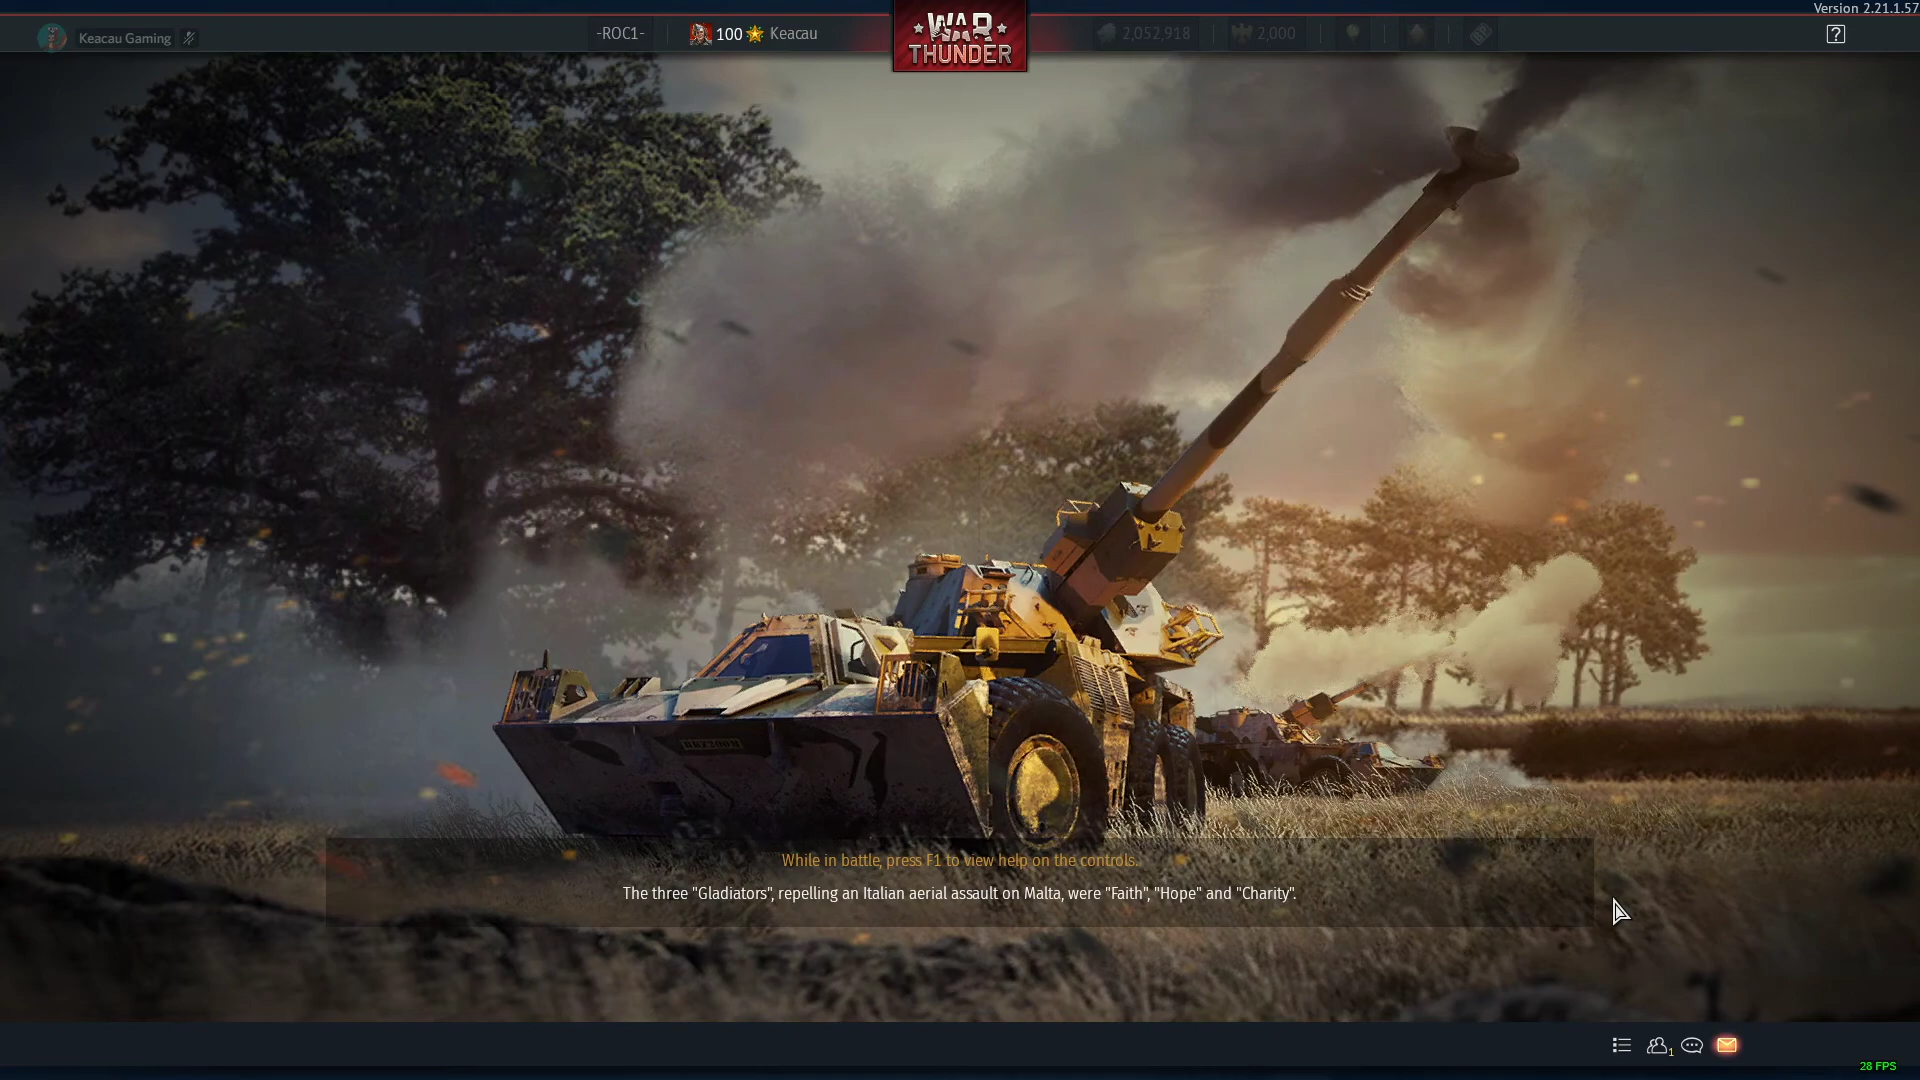 Version 2.21.1.57
Keacau Gaming
-ROC1-
100 Keacau
WAR
THUNDER
2,052,918
2,000
?
While in battle, press F1 to view help on the controls.
The three "Gladiators", repelling an Italian aerial assault on Malta, were "Faith", "Hope" and "Charity".
1
28 FPS